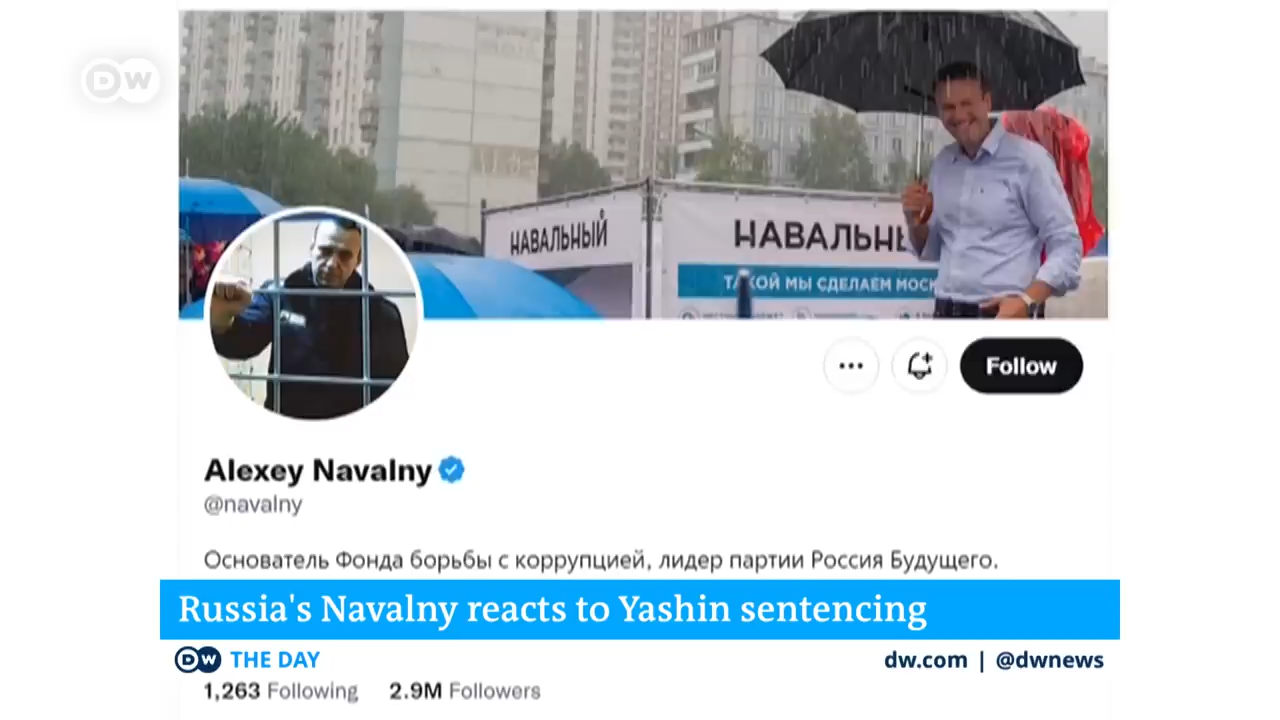 DW
НАВАЛЬНЫЙ
НАВАЛЬНЫ
ТАКОЙ МЫ СДЕЛАЕМ МОСК
Follow
Alexey Navalny
@navalny
Основатель Фонда борьбы с коррупцией, лидер партии Россия Будущего.
Russia's Navalny reacts to Yashin sentencing
DW THE DAY
dw.com | @dwnews
1,263 Following 2.9M Followers